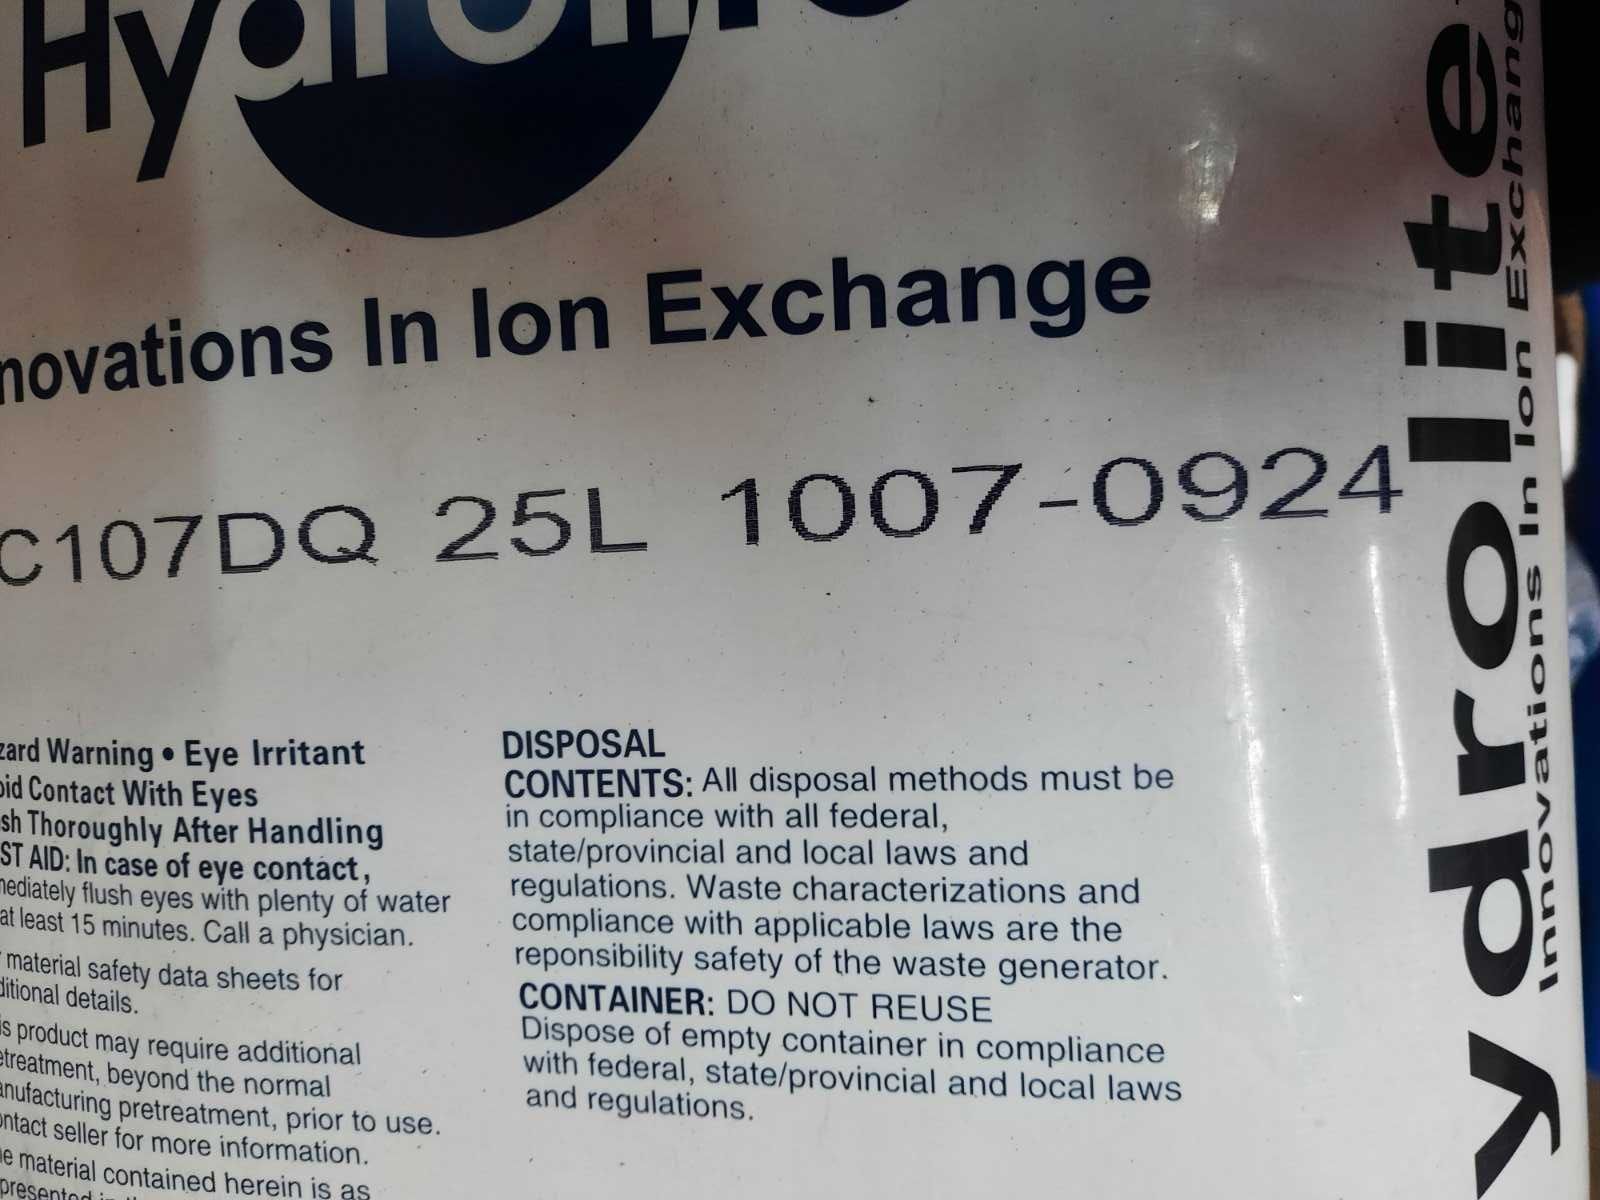 Hydrolite
novations In Ion Exchange
C107DQ 25L 1007-0924
zard Warning • Eye Irritant
oid Contact With Eyes
sh Thoroughly After Handling
ST AID: In case of eye contact,
mediately flush eyes with plenty of water
at least 15 minutes. Call a physician.
material safety data sheets for
ditional details.
is product may require additional
etreatment, beyond the normal
anufacturing pretreatment, prior to use.
ontact seller for more information.
e material contained herein is as
presented in th
DISPOSAL
CONTENTS: All disposal methods must be
in compliance with all federal,
state/provincial and local laws and
regulations. Waste characterizations and
compliance with applicable laws are the
reponsibility safety of the waste generator.
CONTAINER: DO NOT REUSE
Dispose of empty container in compliance
with federal, state/provincial and local laws
and regulations.
ydrolite
Innovations In Ion Exchang